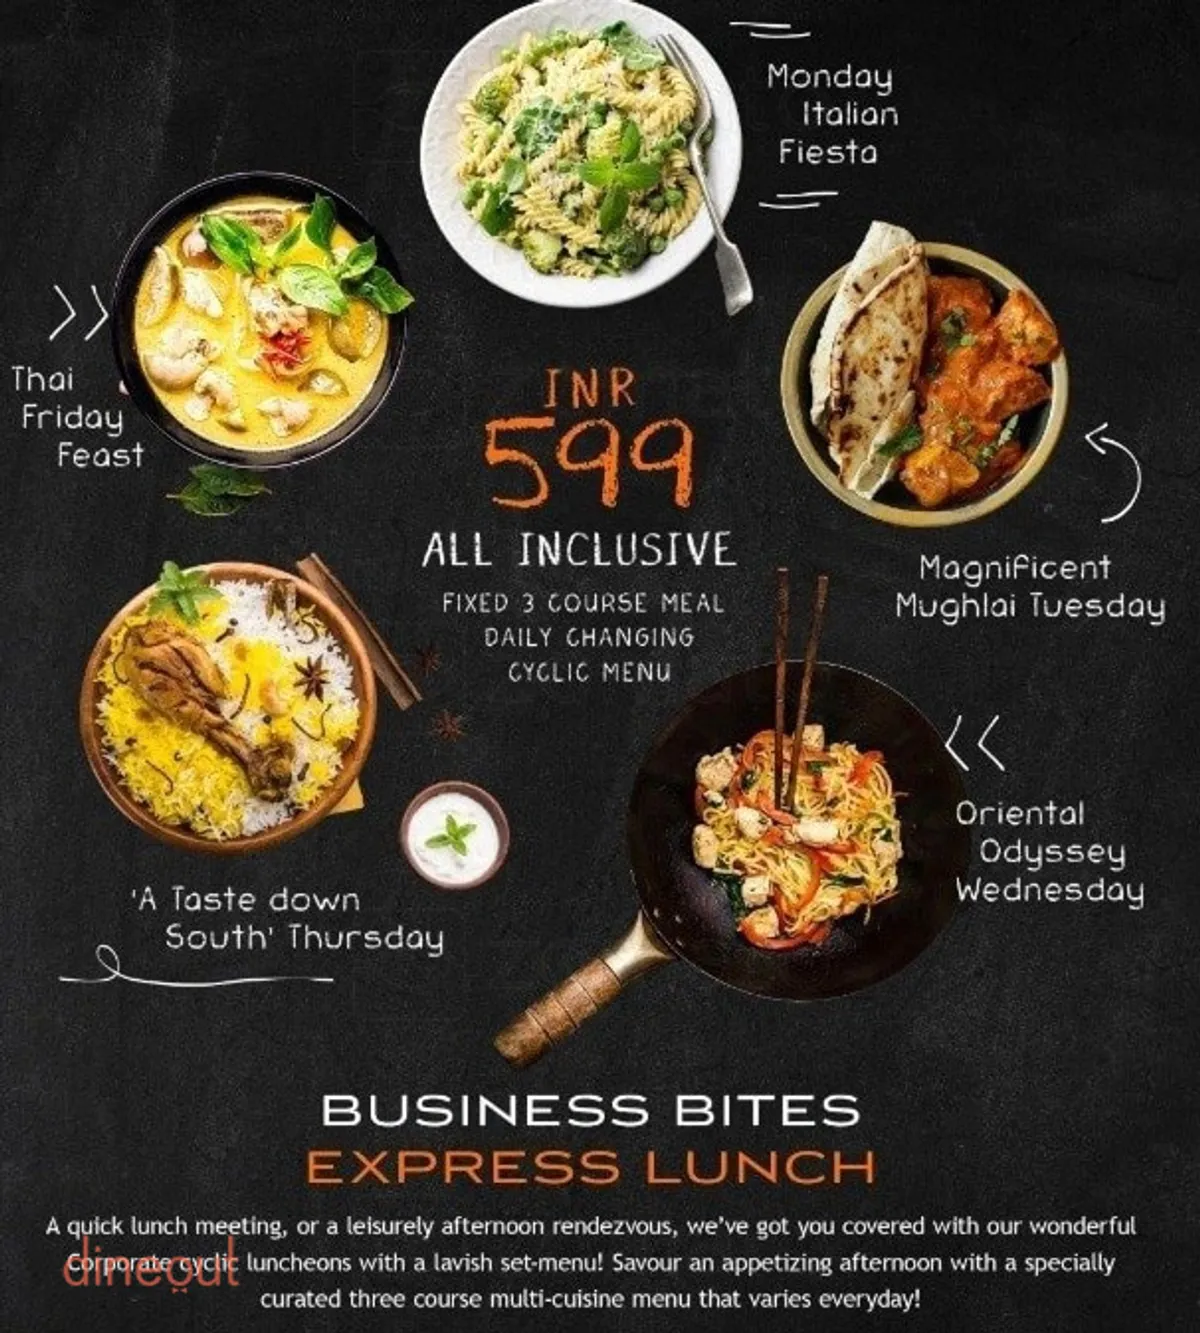 Monday
Italian
Fiesta
Thai
Friday
Feast
INR
599
ALL INCLUSIVE
FIXED 3 COURSE MEAL
DAILY CHANGING
CYCLIC MENU
Magnificent
Mughlai Tuesday
Oriental
Odyssey
Wednesday
'A Taste down
South' Thursday
BUSINESS BITES
EXPRESS LUNCH
A quick lunch meeting, or a leisurely afternoon rendezvous, we've got you covered with our wonderful
Corporate cyclic luncheons with a lavish set-menu! Savour an appetizing afternoon with a specially
curated three course multi-cuisine menu that varies everyday!
dineout